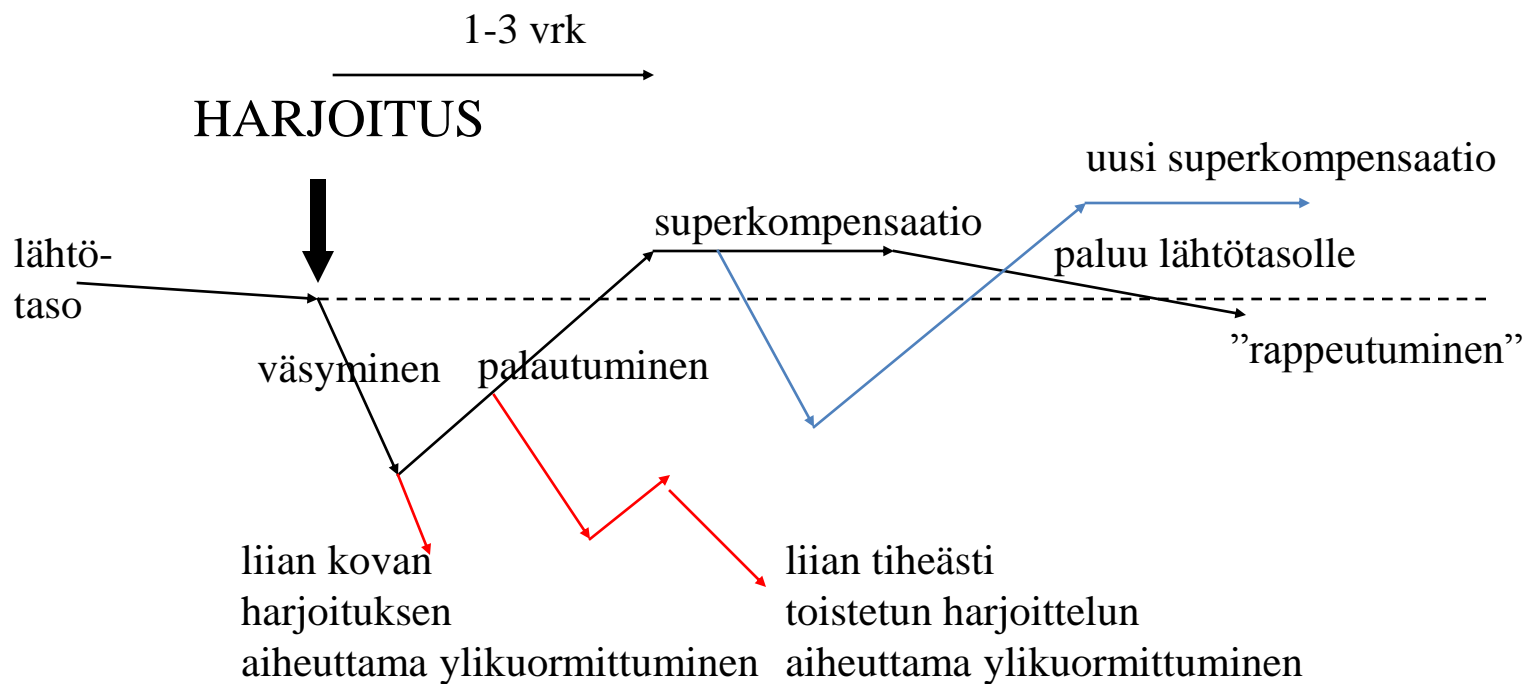 1-3 vrk
HARJOITUS
uusi superkompensaatio
superkompensaatio
lähtö-
taso
paluu lähtötasolle
”rappeutuminen”
väsyminen
palautuminen
liian kovan
harjoituksen
aiheuttama ylikuormittuminen
liian tiheästi
toistetun harjoittelun
aiheuttama ylikuormittuminen